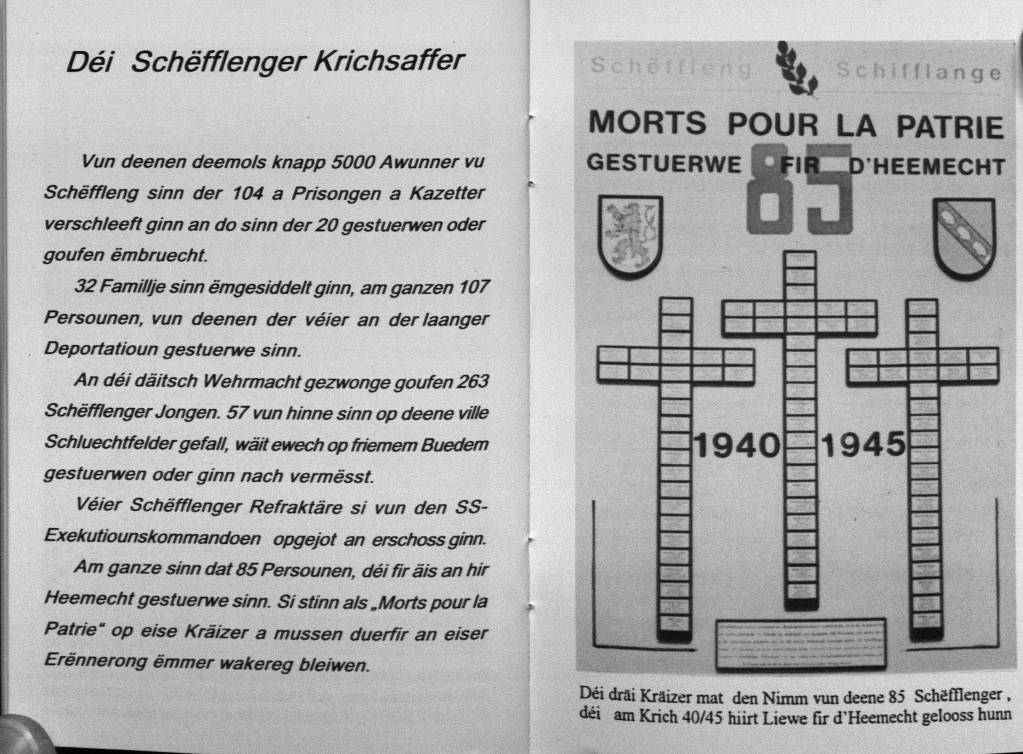 Déi Schëfflenger Krichsaffer
Vun deenen deemols knapp 5000 Awunner vu
Schëffleng sinn der 104 a Prisongen a Kazetter
verschleeft ginn an do sinn der 20 gestuerwen oder
goufen ëmbruecht.
32 Famillje sinn ëmgesiddelt ginn, am ganzen 107
Persounen, vun deenen der véier an der laanger
Deportatioun gestuerwe sinn.
An déi däitsch Wehrmacht gezwonge goufen 263
Schëfflenger Jongen. 57 vun hinne sinn op deene ville
Schluechtfelder gefall, wäit ewech op friemem Buedem
gestuerwen oder ginn nach vermësst.
Véier Schëfflenger Refraktäre si vun den SS-
Exekutiounskommandoen opgejot an erschoss ginn.
Am ganze sinn dat 85 Persounen, déi fir äis an hir
Heemecht gestuerwe sinn. Si stinn als „Morts pour la
Patrie“ op eise Kräizer a mussen duerfir an eiser
Erënnerong ëmmer wakereg bleiwen.
Schëffleng Schifflange
MORTS POUR LA PATRIE
GESTUERWE FIR D'HEEMECHT
85
1940 1945
Déi dräi Kräizer mat den Nimm vun deene 85 Schëfflenger,
déi am Krich 40/45 hiirt Liewe fir d'Heemecht gelooss hunn